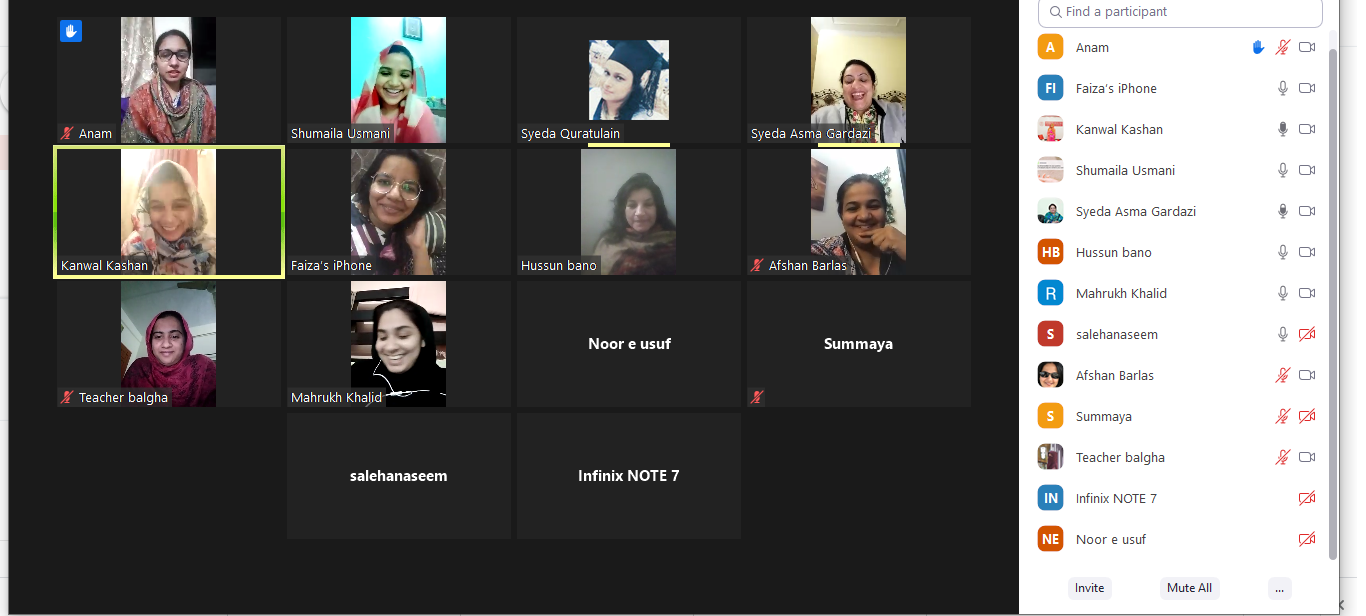 Anam
Shumaila Usmani
Syeda Quratulain
Syeda Asma Gardazi
Kanwal Kashan
Faiza's iPhone
Hussun bano
Afshan Barlas
Teacher balgha
Mahrukh Khalid
Noor e usuf
Summaya
salehanaseem
Infinix NOTE 7
Find a participant
A Anam
FI Faiza's iPhone
Kanwal Kashan
Shumaila Usmani
Syeda Asma Gardazi
HB Hussun bano
R Mahrukh Khalid
S salehanaseem
Afshan Barlas
S Summaya
Teacher balgha
IN Infinix NOTE 7
NE Noor e usuf
Invite Mute All ...